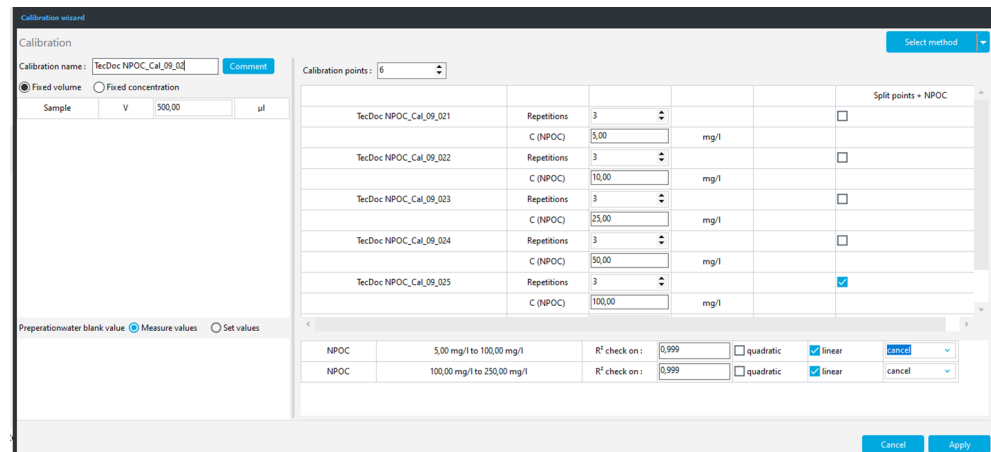 Calibration wizard
Calibration
Select method
Calibration name : TecDoc NPOC_Cal_09_02 Comment
Calibration points : 6
Fixed volume Fixed concentration
Sample V 500,00 µl
Split points + NPOC
TecDoc NPOC_Cal_09_021 Repetitions 3
C (NPOC) 5,00 mg/l
TecDoc NPOC_Cal_09_022 Repetitions 3
C (NPOC) 10,00 mg/l
TecDoc NPOC_Cal_09_023 Repetitions 3
C (NPOC) 25,00 mg/l
TecDoc NPOC_Cal_09_024 Repetitions 3
C (NPOC) 50,00 mg/l
TecDoc NPOC_Cal_09_025 Repetitions 3
C (NPOC) 100,00 mg/l
Preperationwater blank value Measure values Set values
NPOC 5,00 mg/l to 100,00 mg/l R² check on : 0,999 quadratic linear cancel
NPOC 100,00 mg/l to 250,00 mg/l R² check on : 0,999 quadratic linear cancel
Cancel Apply